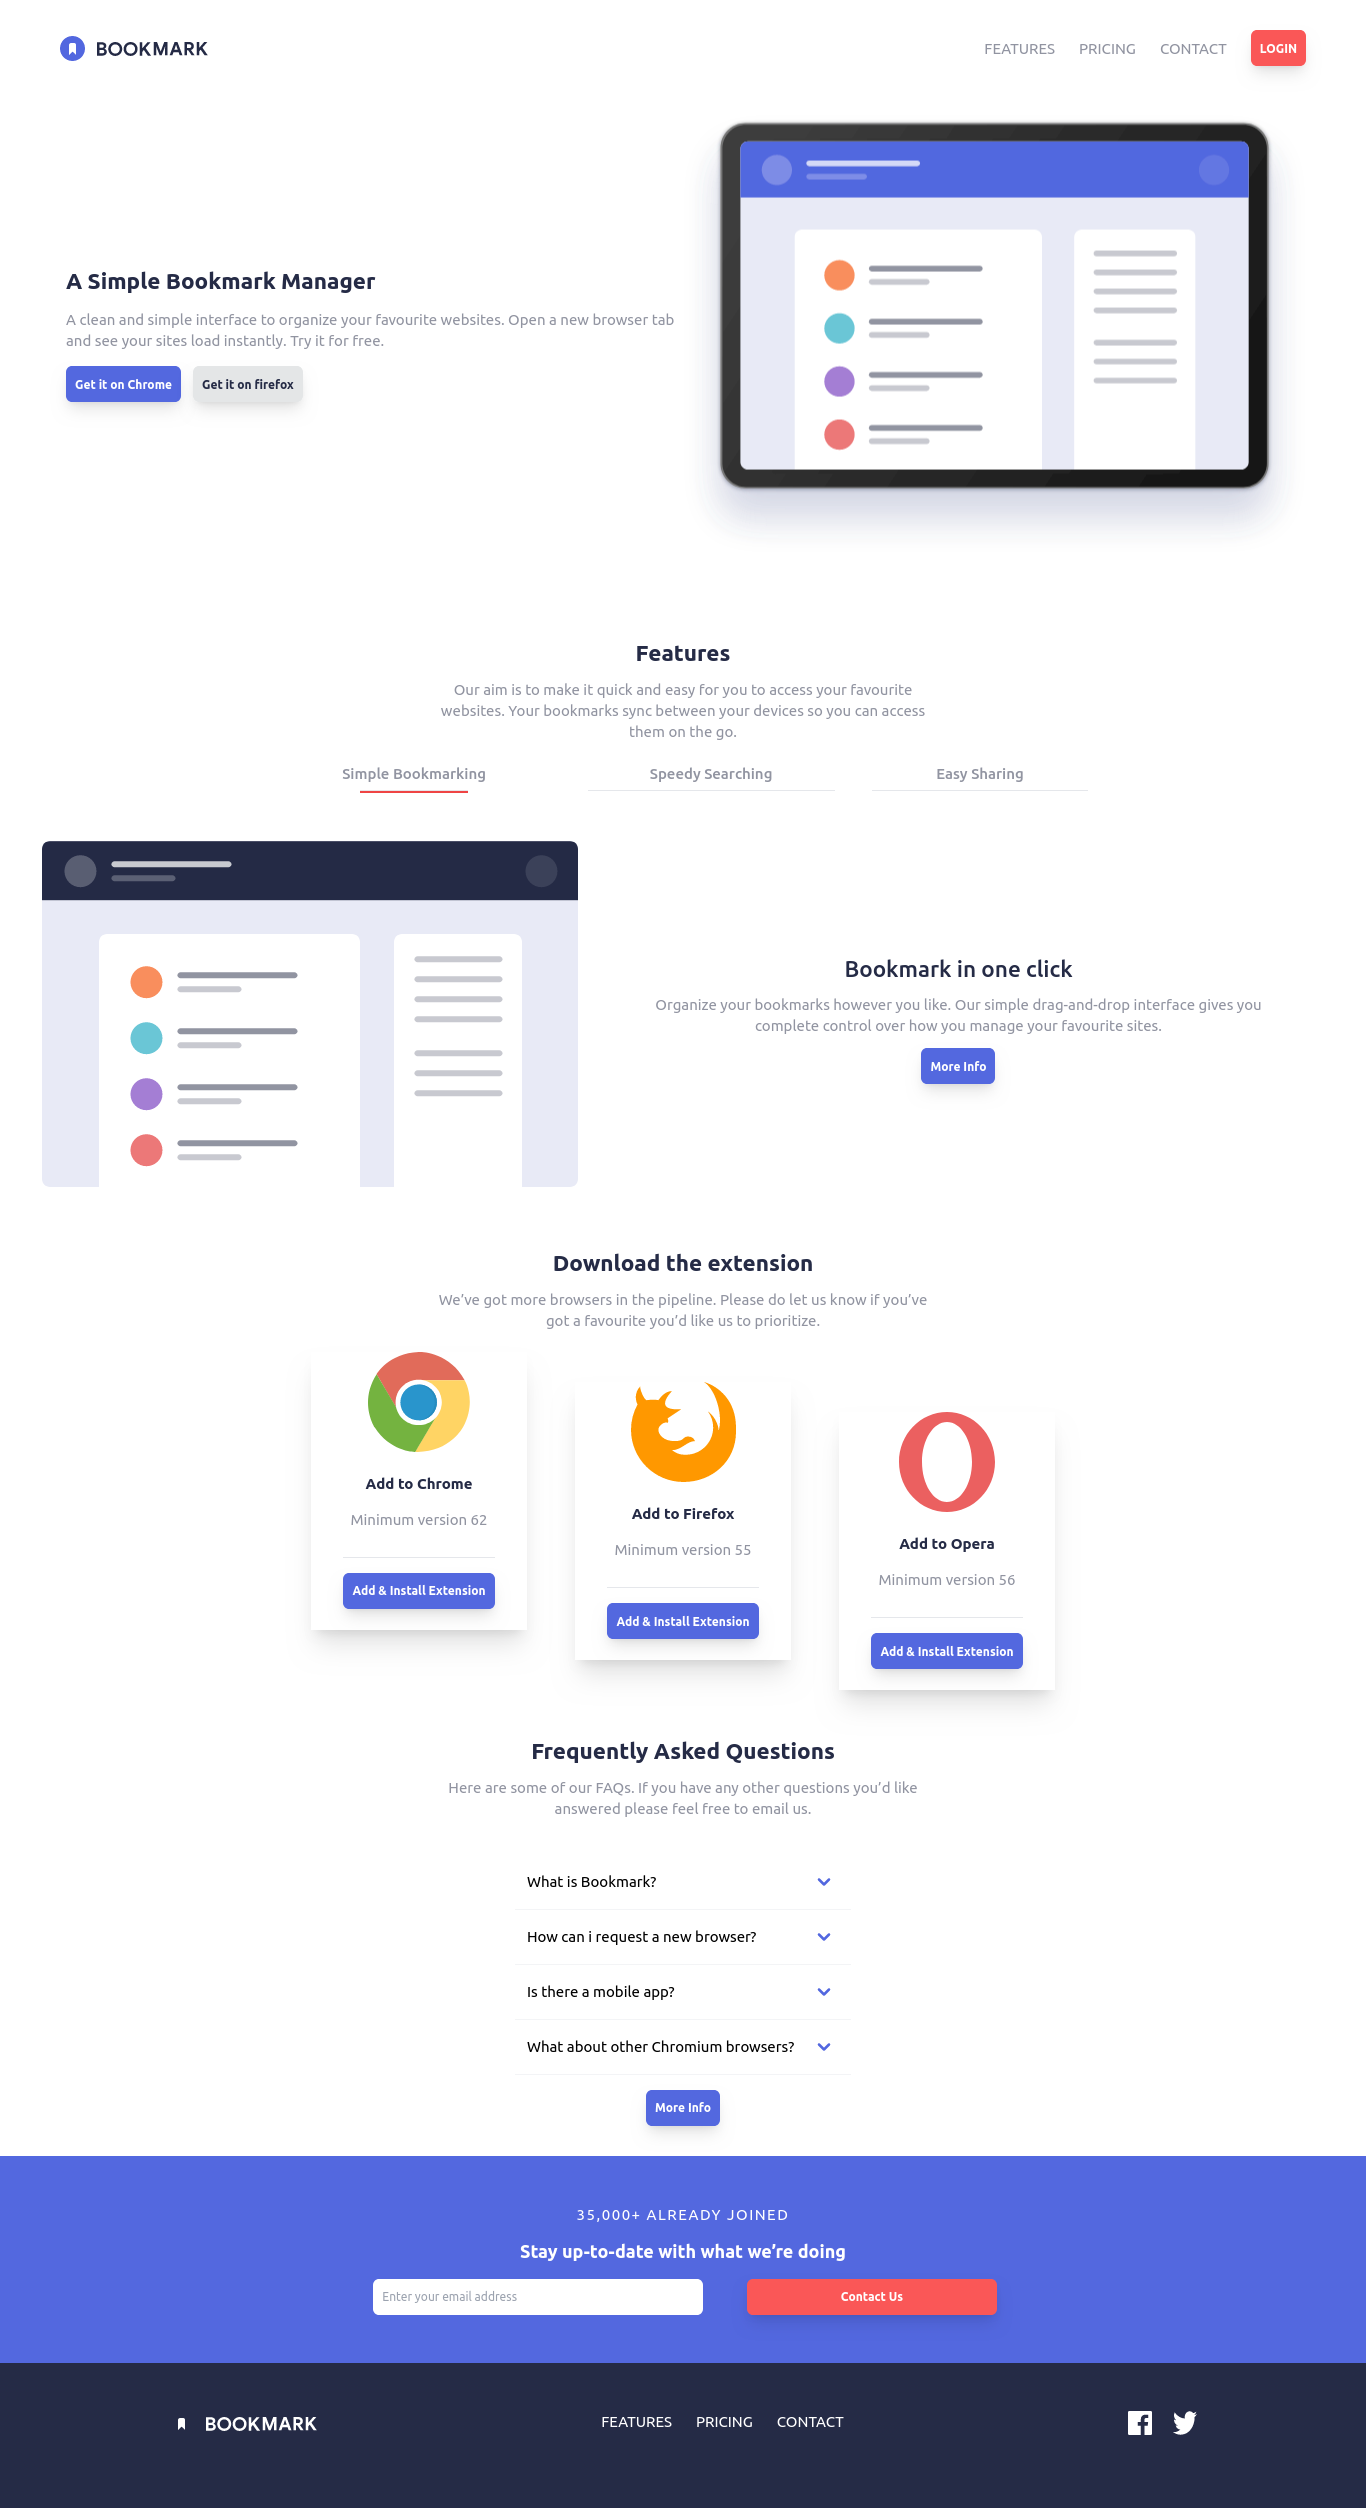 BOOKMARK
FEATURES PRICING CONTACT LOGIN
A Simple Bookmark Manager
A clean and simple interface to organize your favourite websites. Open a new browser tab
and see your sites load instantly. Try it for free.
Get it on Chrome Get it on firefox
Features
Our aim is to make it quick and easy for you to access your favourite
websites. Your bookmarks sync between your devices so you can access
them on the go.
Simple Bookmarking Speedy Searching Easy Sharing
Bookmark in one click
Organize your bookmarks however you like. Our simple drag-and-drop interface gives you
complete control over how you manage your favourite sites.
More Info
Download the extension
We’ve got more browsers in the pipeline. Please do let us know if you’ve
got a favourite you’d like us to prioritize.
Add to Chrome
Minimum version 62
Add & Install Extension
Add to Firefox
Minimum version 55
Add & Install Extension
Add to Opera
Minimum version 56
Add & Install Extension
Frequently Asked Questions
Here are some of our FAQs. If you have any other questions you’d like
answered please feel free to email us.
What is Bookmark?
How can i request a new browser?
Is there a mobile app?
What about other Chromium browsers?
More Info
35,000+ ALREADY JOINED
Stay up-to-date with what we’re doing
Enter your email address Contact Us
BOOKMARK FEATURES PRICING CONTACT